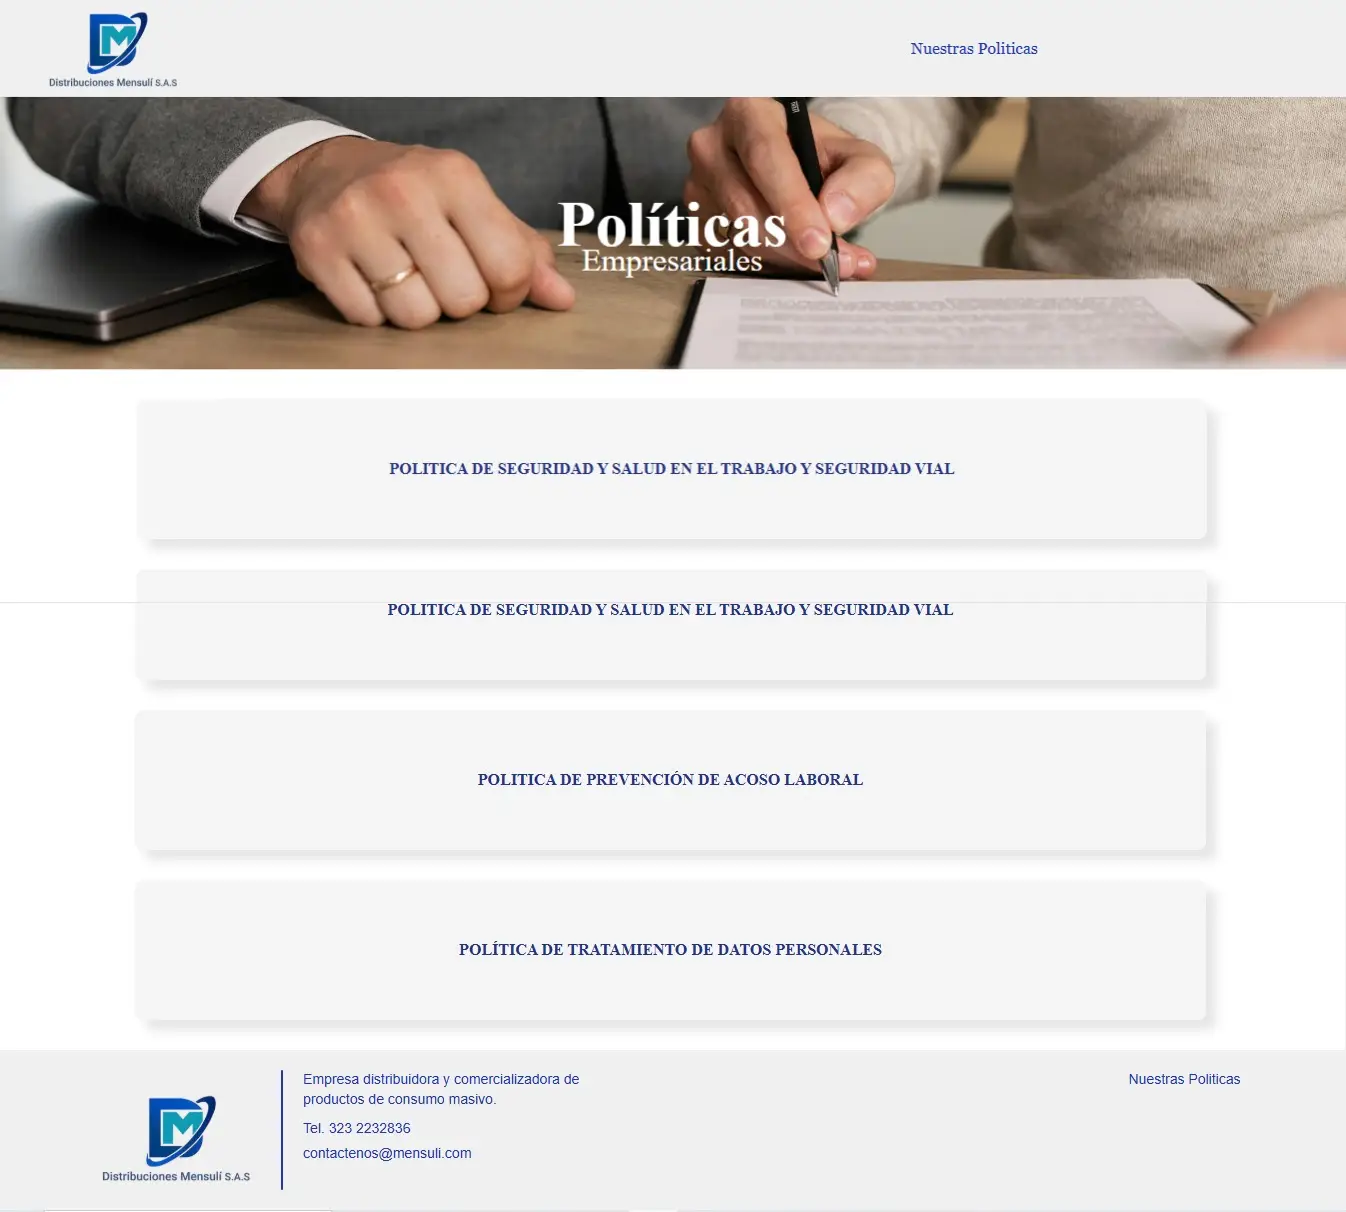 Distribuciones Mensulí S.A.S
Nuestras Politicas
Políticas
Empresariales
POLITICA DE SEGURIDAD Y SALUD EN EL TRABAJO Y SEGURIDAD VIAL
POLITICA DE SEGURIDAD Y SALUD EN EL TRABAJO Y SEGURIDAD VIAL
POLITICA DE PREVENCIÓN DE ACOSO LABORAL
POLÍTICA DE TRATAMIENTO DE DATOS PERSONALES
Distribuciones Mensulí S.A.S
Empresa distribuidora y comercializadora de
productos de consumo masivo.
Tel. 323 2232836
contactenos@mensuli.com
Nuestras Politicas